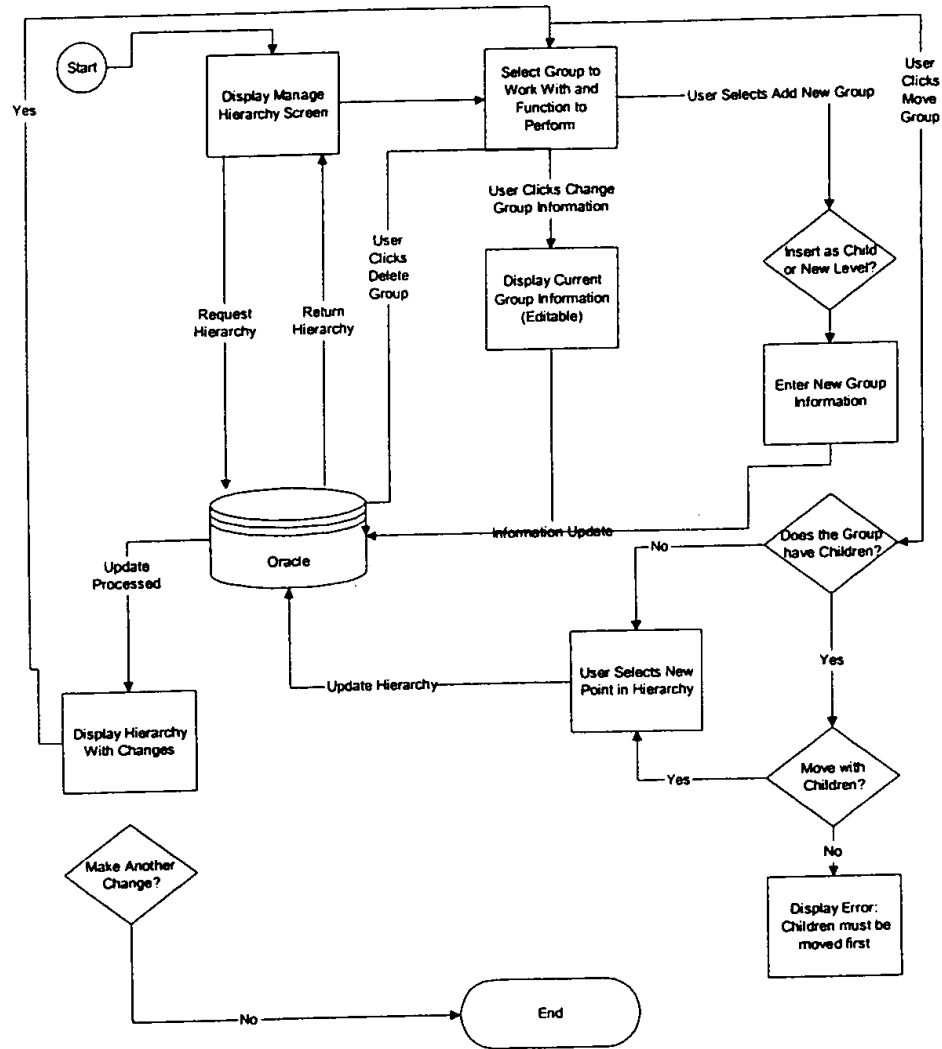 Start
Yes
Display Manage
Hierarchy Screen
Select Group to
Work With and
Function to
Perform
User Selects Add New Group
User
Clicks
Move
Group
User Clicks Change
Group Information
User
Clicks
Delete
Group
Insert as Child
or New Level?
Display Current
Group Information
(Editable)
Request
Hierarchy
Return
Hierarchy
Enter New Group
Information
Information Update
Does the Group
have Children?
No
Oracle
Update
Processed
Yes
User Selects New
Point in Hierarchy
Update Hierarchy
Display Hierarchy
With Changes
Move with
Children?
Yes
No
Make Another
Change?
Display Error:
Children must be
moved first
No
End